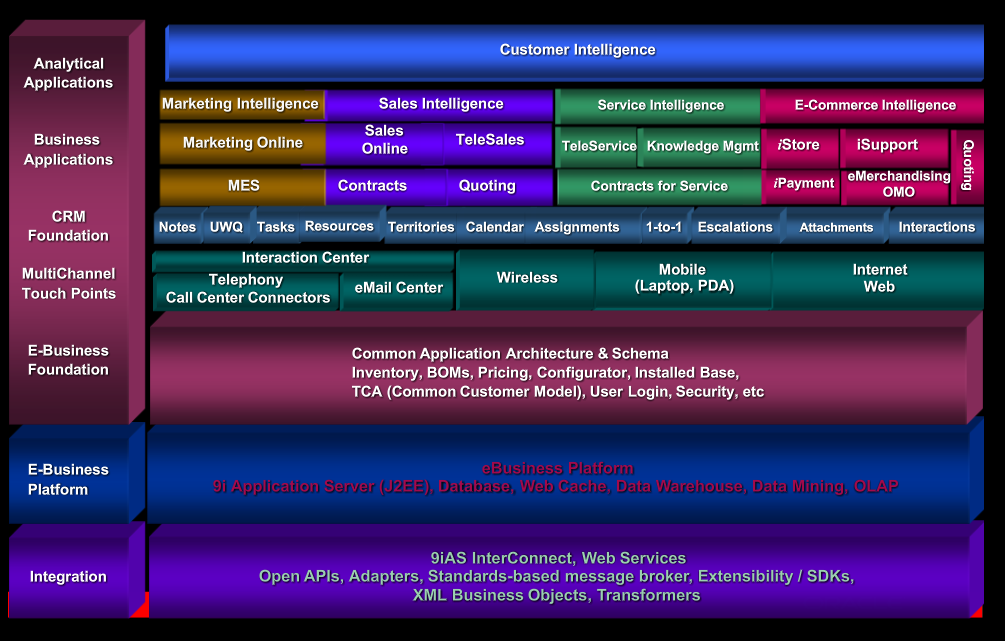 Analytical
Applications
Customer Intelligence
Marketing Intelligence
Sales Intelligence
Service Intelligence
E-Commerce Intelligence
Business
Applications
Marketing Online
Sales
Online
TeleSales
TeleService
Knowledge Mgmt
iStore
iSupport
Quoting
MES
Contracts
Quoting
Contracts for Service
iPayment
eMerchandising
OMO
CRM
Foundation
Notes
UWQ
Tasks
Resources
Territories
Calendar
Assignments
1-to-1
Escalations
Attachments
Interactions
MultiChannel
Touch Points
Interaction Center
Telephony
Call Center Connectors
eMail Center
Wireless
Mobile
(Laptop, PDA)
Internet
Web
E-Business
Foundation
Common Application Architecture & Schema
Inventory, BOMs, Pricing, Configurator, Installed Base,
TCA (Common Customer Model), User Login, Security, etc
E-Business
Platform
eBusiness Platform
9i Application Server (J2EE), Database, Web Cache, Data Warehouse, Data Mining, OLAP
Integration
9iAS InterConnect, Web Services
Open APIs, Adapters, Standards-based message broker, Extensibility / SDKs,
XML Business Objects, Transformers